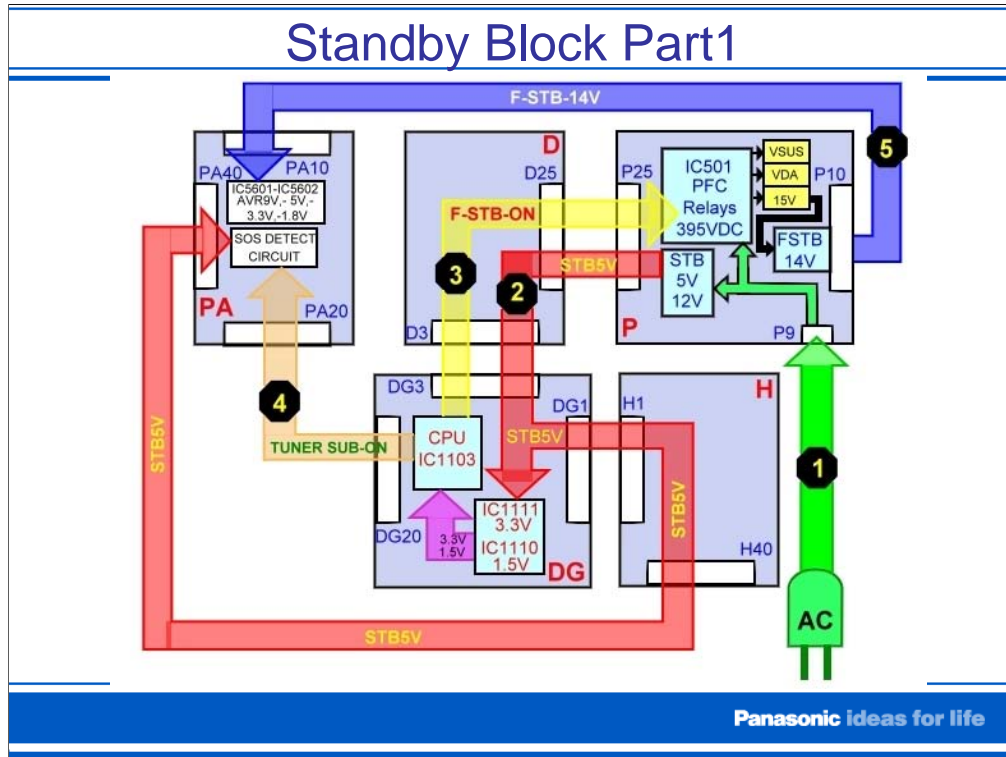 Standby Block Part1
F-STB-14V
PA40
PA10
IC5601-IC5602
AVR9V,- 5V,-
3.3V,-1.8V
SOS DETECT
CIRCUIT
PA
PA20
D
D25
F-STB-ON
STB5V
3
2
D3
P25
IC501
PFC
Relays
395VDC
VSUS
VDA
15V
P10
5
FSTB
14V
STB
5V
12V
P
P9
4
TUNER SUB-ON
DG3
DG1
CPU
IC1103
STB5V
IC1111
3.3V
IC1110
1.5V
3.3V
1.5V
DG20
DG
H1
H
STB5V
H40
1
AC
STB5V
STB5V
Panasonic ideas for life